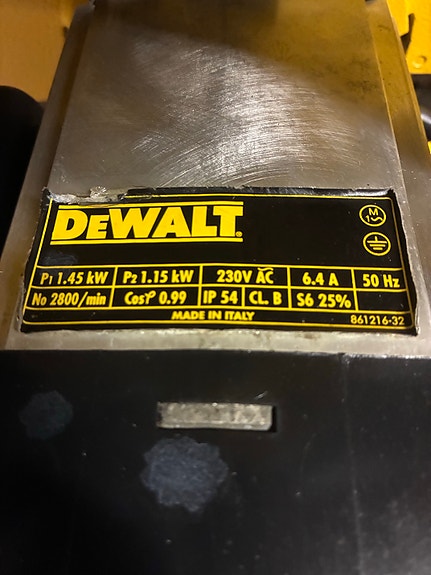 DEWALT®
M
1~
P1 1.45 kW P2 1.15 kW 230V AC 6.4 A 50 Hz
No 2800/min Cosφ 0.99 IP 54 CL. B S6 25%
MADE IN ITALY 861216-32